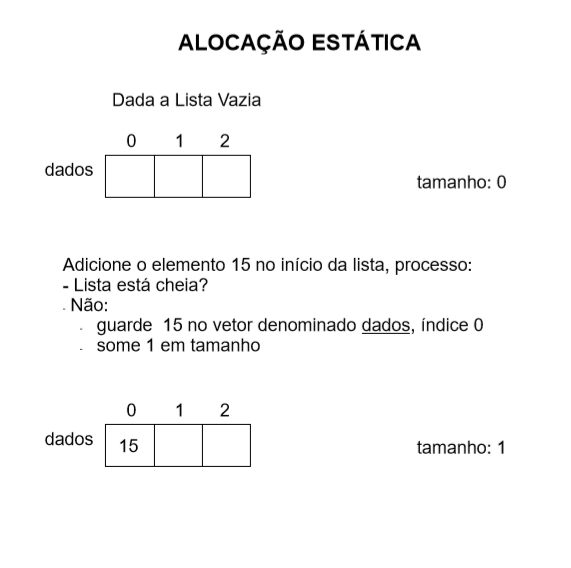 ALOCAÇÃO ESTÁTICA
Dada a Lista Vazia
0 1 2
dados
tamanho: 0
Adicione o elemento 15 no início da lista, processo:
- Lista está cheia?
. Não:
. guarde 15 no vetor denominado dados, índice 0
. some 1 em tamanho
0 1 2
dados 15
tamanho: 1